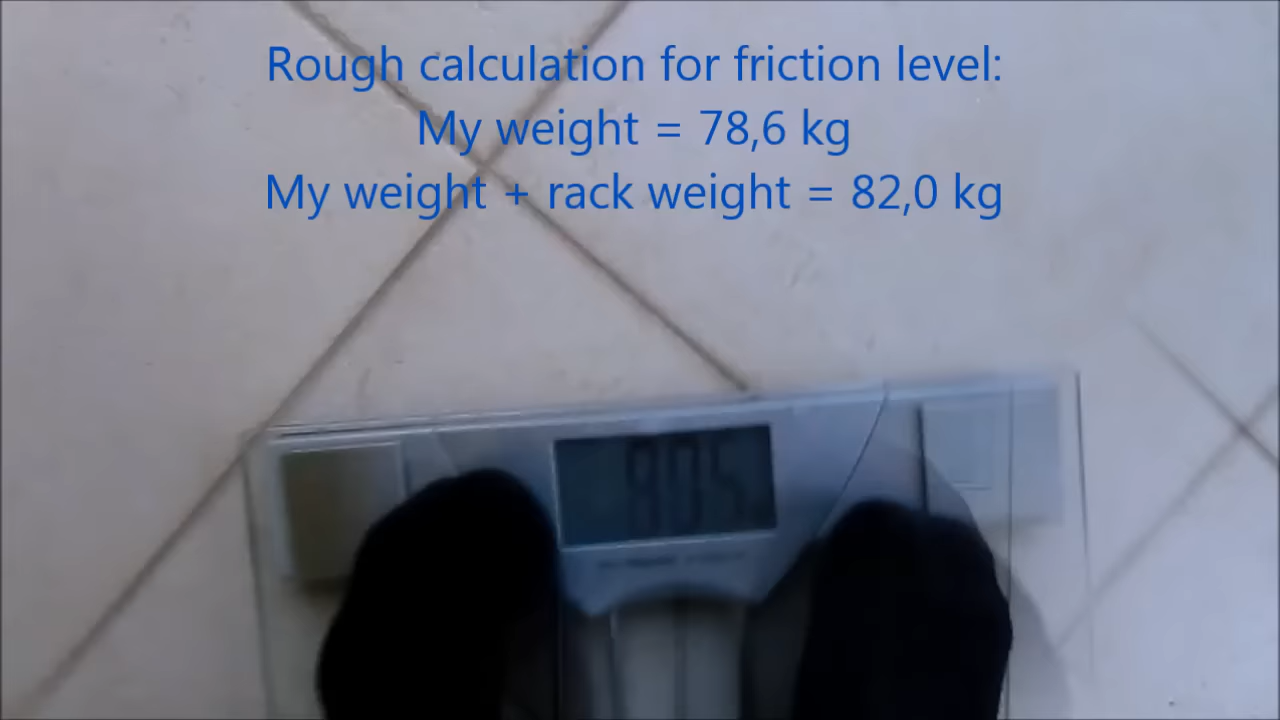 Rough calculation for friction level:
My weight = 78,6 kg
My weight + rack weight = 82,0 kg